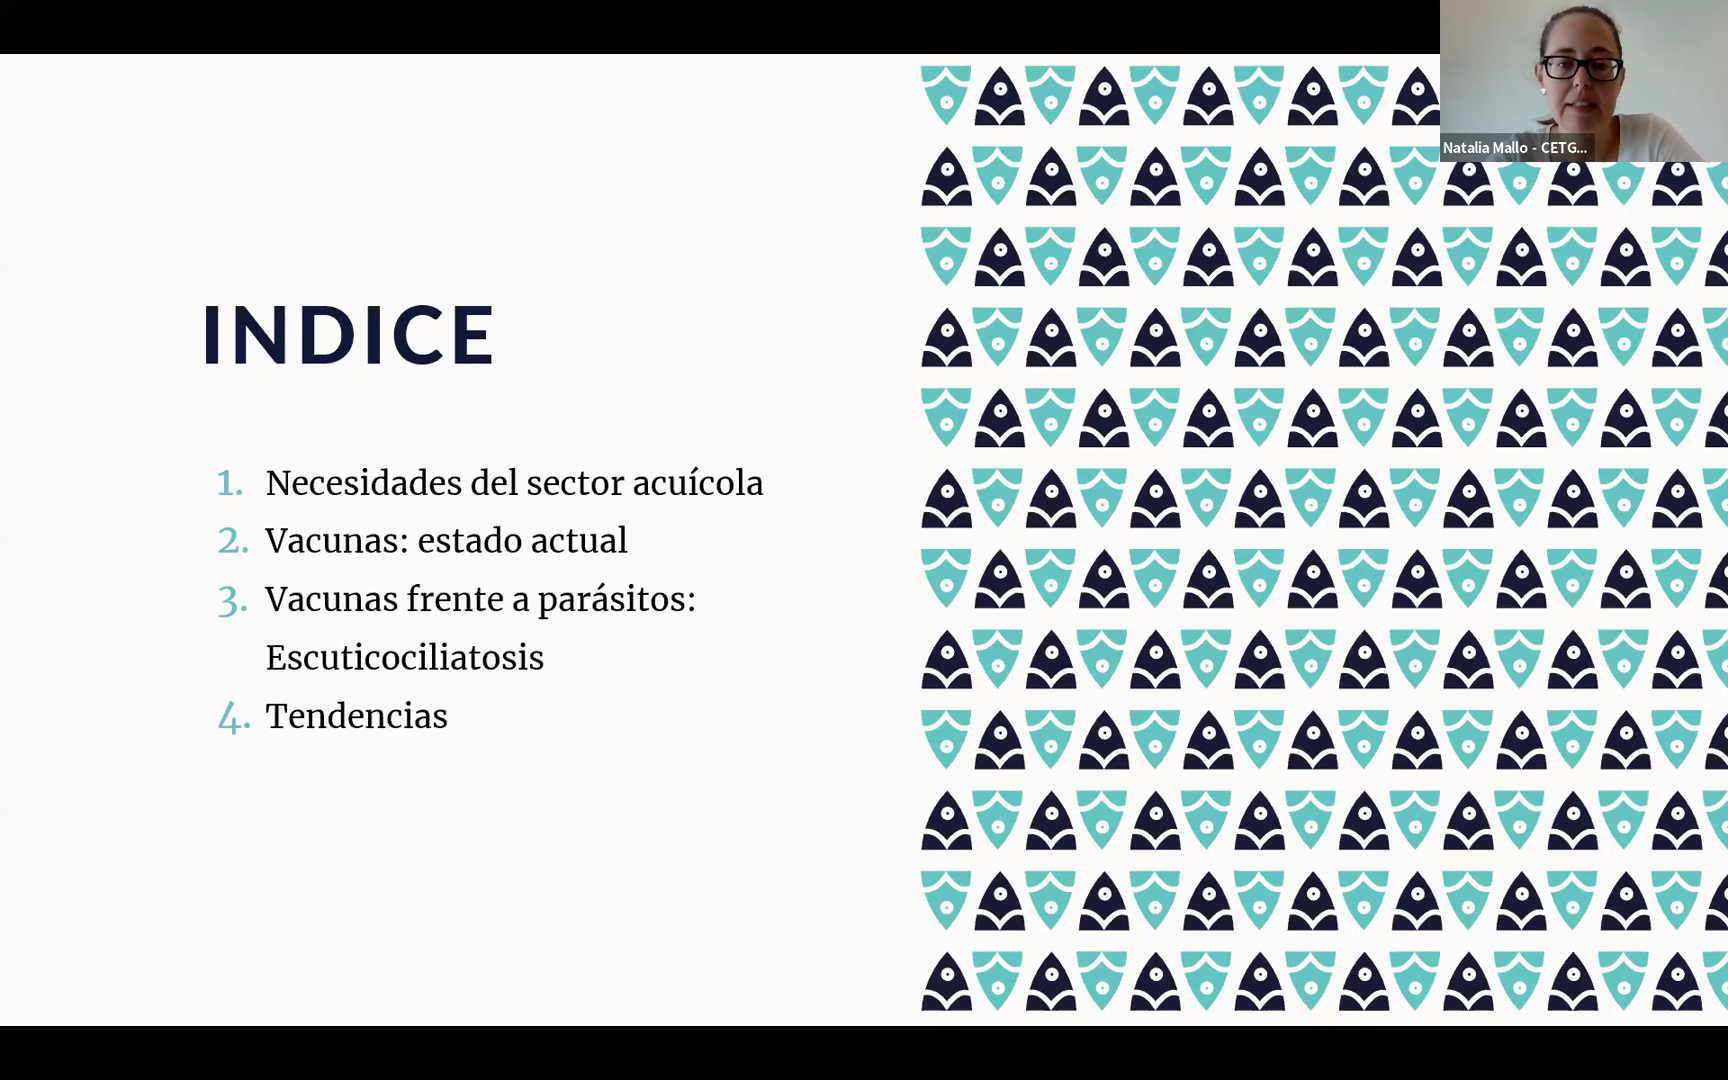 Natalia Mallo - CETG...
INDICE
1. Necesidades del sector acuícola
2. Vacunas: estado actual
3. Vacunas frente a parásitos:
Escuticociliatosis
4. Tendencias